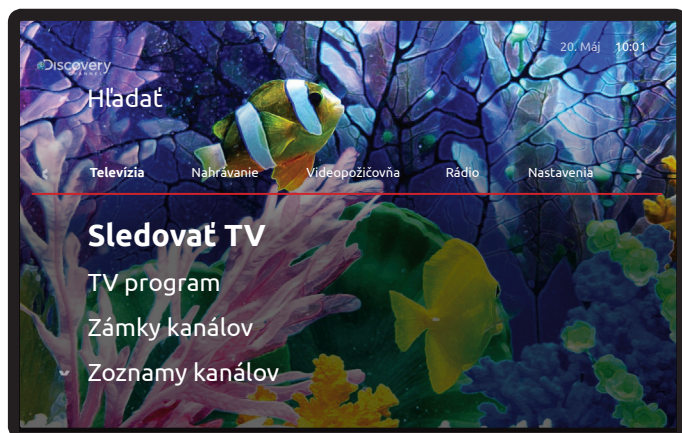 20. Máj 10:01
Discovery
CHANNEL
Hľadať
Televízia Nahrávanie Videopožičovňa Rádio Nastavenia
Sledovať TV
TV program
Zámky kanálov
Zoznamy kanálov